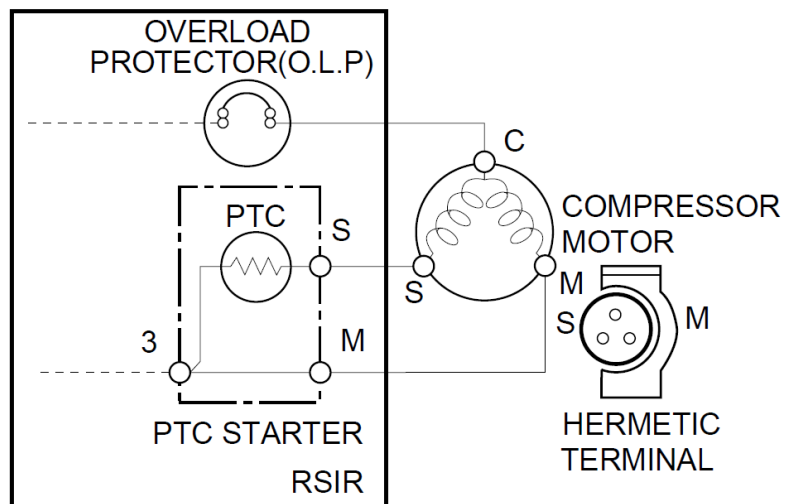 OVERLOAD
PROTECTOR(O.L.P)
C
PTC
S
COMPRESSOR
MOTOR
S
M
S
M
3
M
PTC STARTER
HERMETIC
TERMINAL
RSIR